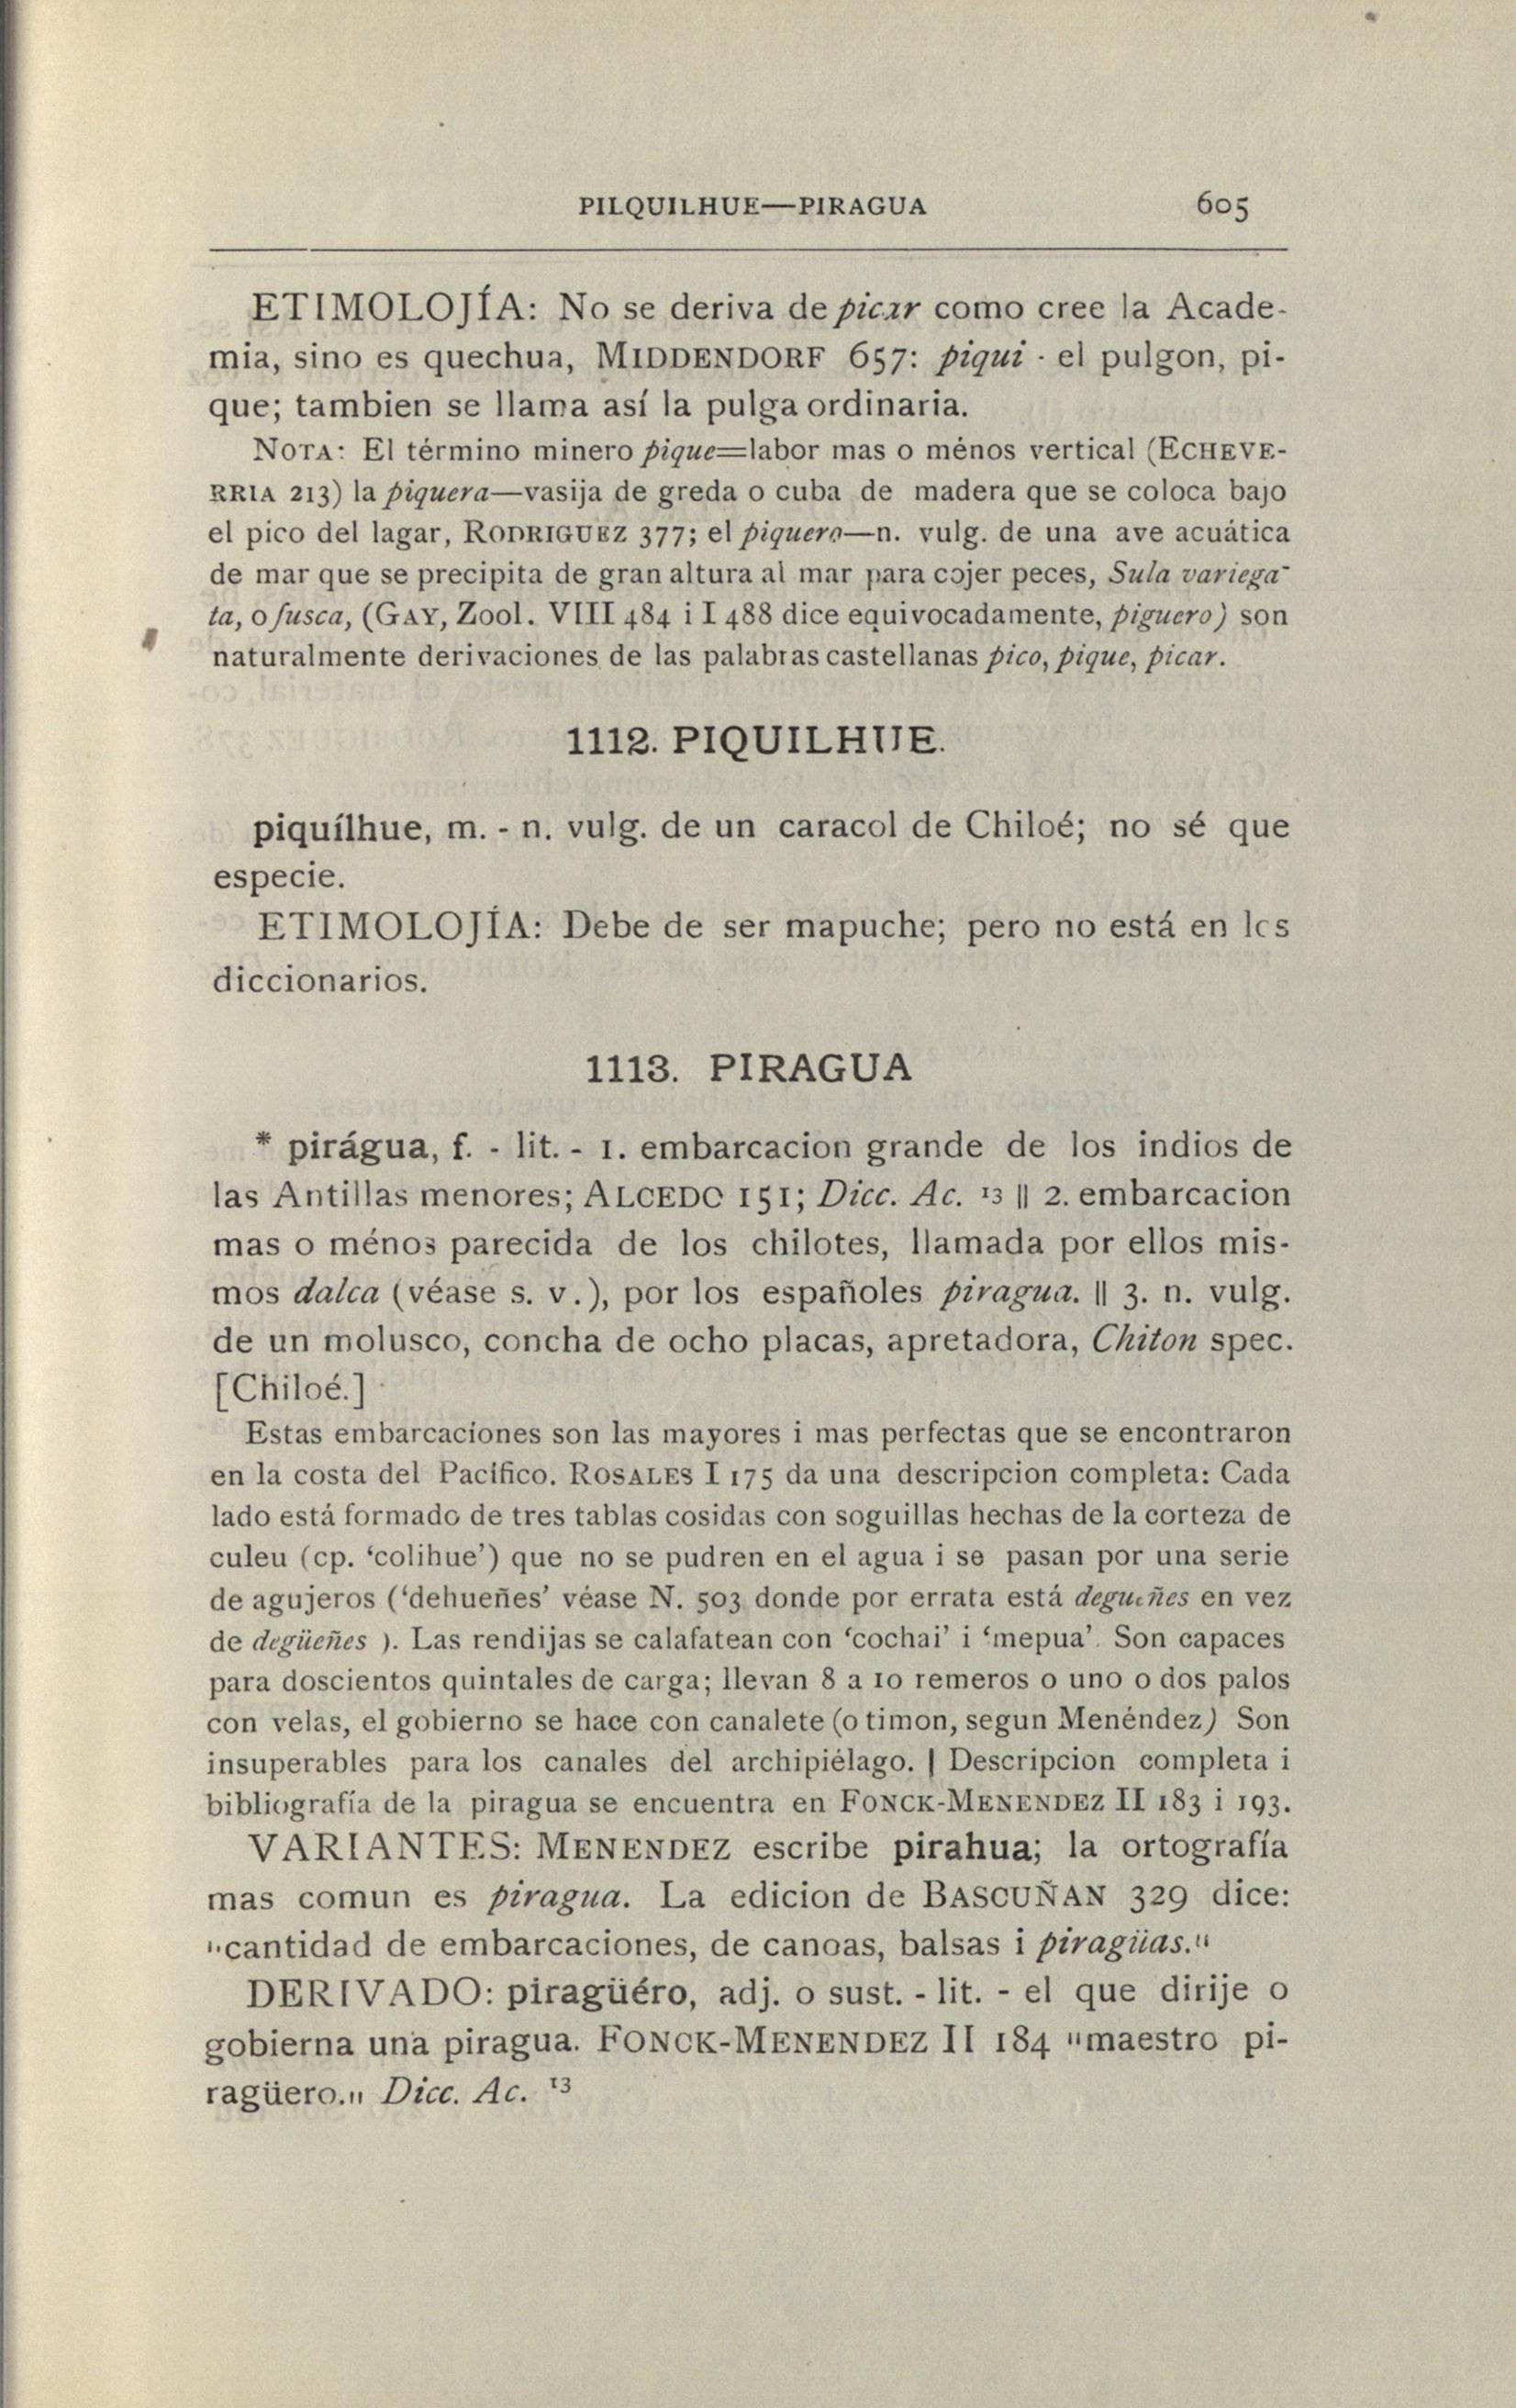 PILQUILHUE—PIRAGUA 605
ETIMOLOJÍA: No se deriva de picar como cree la Acade-
mia, sino es quechua, MIDDENDORF 657: piqui - el pulgon, pi-
que; tambien se llama así la pulga ordinaria.
NOTA: El término minero pique=labor mas o ménos vertical (ECHEVE-
RRIA 213) la piquera—vasija de greda o cuba de madera que se coloca bajo
el pico del lagar, RODRIGUEZ 377; el piquero—n. vulg. de una ave acuática
de mar que se precipita de gran altura al mar para cojer peces, Sula variega-
ta, o fusca, (GAY, Zool. VIII 484 i I 488 dice equivocadamente, piguero) son
naturalmente derivaciones de las palabras castellanas pico, pique, picar.
1112. PIQUILHUE.
piquílhue, m. - n. vulg. de un caracol de Chiloé; no sé que
especie.
ETIMOLOJÍA: Debe de ser mapuche; pero no está en los
diccionarios.
1113. PIRAGUA
* pirágua, f. - lit. - 1. embarcacion grande de los indios de
las Antillas menores; ALCEDO 151; Dicc. Ac. 13 || 2. embarcacion
mas o ménos parecida de los chilotes, llamada por ellos mis-
mos dalca (véase s. v.), por los españoles piragua. || 3. n. vulg.
de un molusco, concha de ocho placas, apretadora, Chiton spec.
[Chiloé.]
Estas embarcaciones son las mayores i mas perfectas que se encontraron
en la costa del Pacífico. ROSALES I 175 da una descripcion completa: Cada
lado está formado de tres tablas cosidas con soguillas hechas de la corteza de
culeu (cp. ‘colihue’) que no se pudren en el agua i se pasan por una serie
de agujeros (‘dehueñes’ véase N. 503 donde por errata está degueñes en vez
de degüeñes ). Las rendijas se calafatean con ‘cochai’ i ‘mepua’. Son capaces
para doscientos quintales de carga; llevan 8 a 10 remeros o uno o dos palos
con velas, el gobierno se hace con canalete (o timon, segun Menéndez) Son
insuperables para los canales del archipiélago. | Descripcion completa i
bibliografía de la piragua se encuentra en FONCK-MENENDEZ II 183 i 193.
VARIANTES: MENENDEZ escribe pirahua; la ortografía
mas comun es piragua. La edicion de BASCUÑAN 329 dice:
"cantidad de embarcaciones, de canoas, balsas i piragüas."
DERIVADO: piragüéro, adj. o sust. - lit. - el que dirije o
gobierna una piragua. FONCK-MENENDEZ II 184 "maestro pi-
ragüero." Dicc. Ac. 13